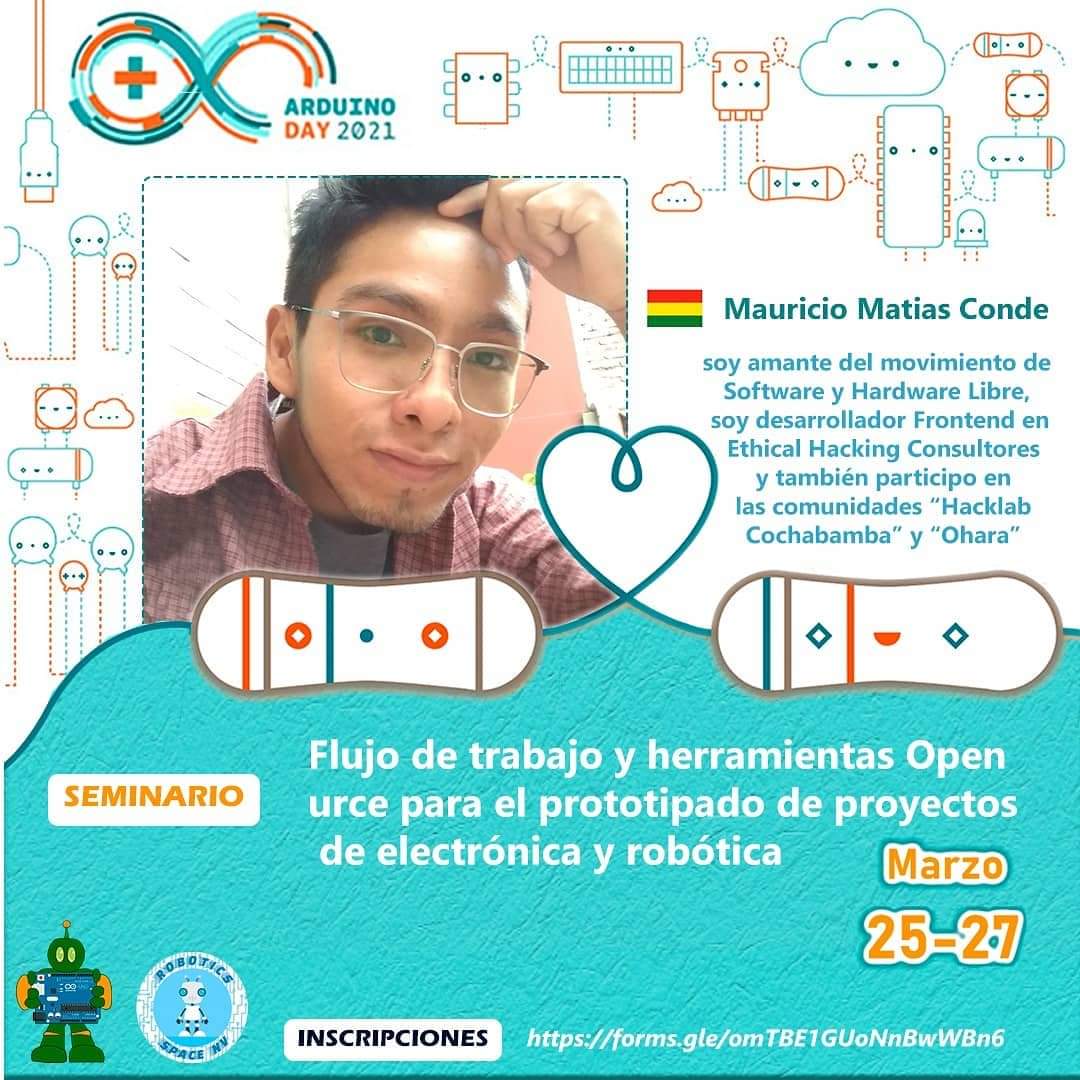 ARDUINO
DAY 2021
Mauricio Matias Conde
soy amante del movimiento de
Software y Hardware Libre,
soy desarrollador Frontend en
Ethical Hacking Consultores
y también participo en
las comunidades “Hacklab
Cochabamba” y “Ohara”
SEMINARIO
Flujo de trabajo y herramientas Open
urce para el prototipado de proyectos
de electrónica y robótica
Marzo
25-27
ROBOTICS
SPACE NV
INSCRIPCIONES
https://forms.gle/omTBE1GUoNnBwWBn6